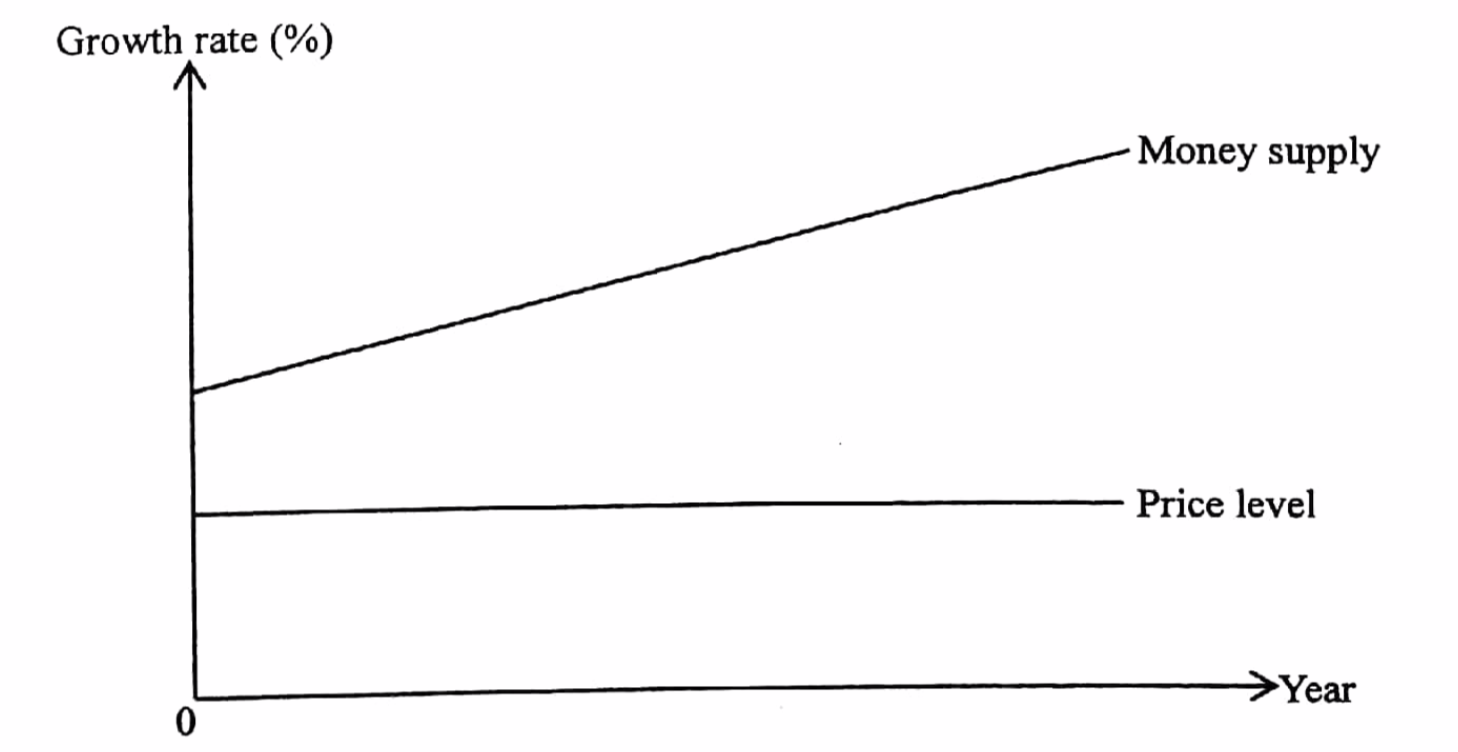 Growth rate (%)
Money supply
Price level
Year
0